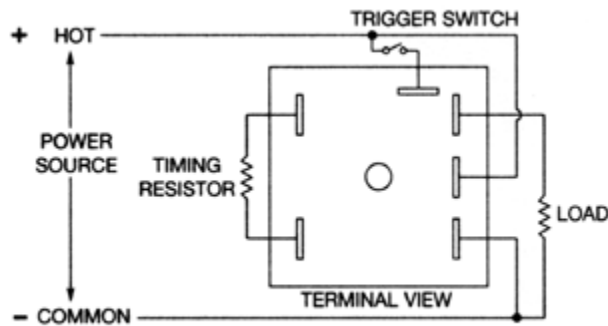 TRIGGER SWITCH
+ HOT
POWER
SOURCE
TIMING
RESISTOR
LOAD
TERMINAL VIEW
- COMMON